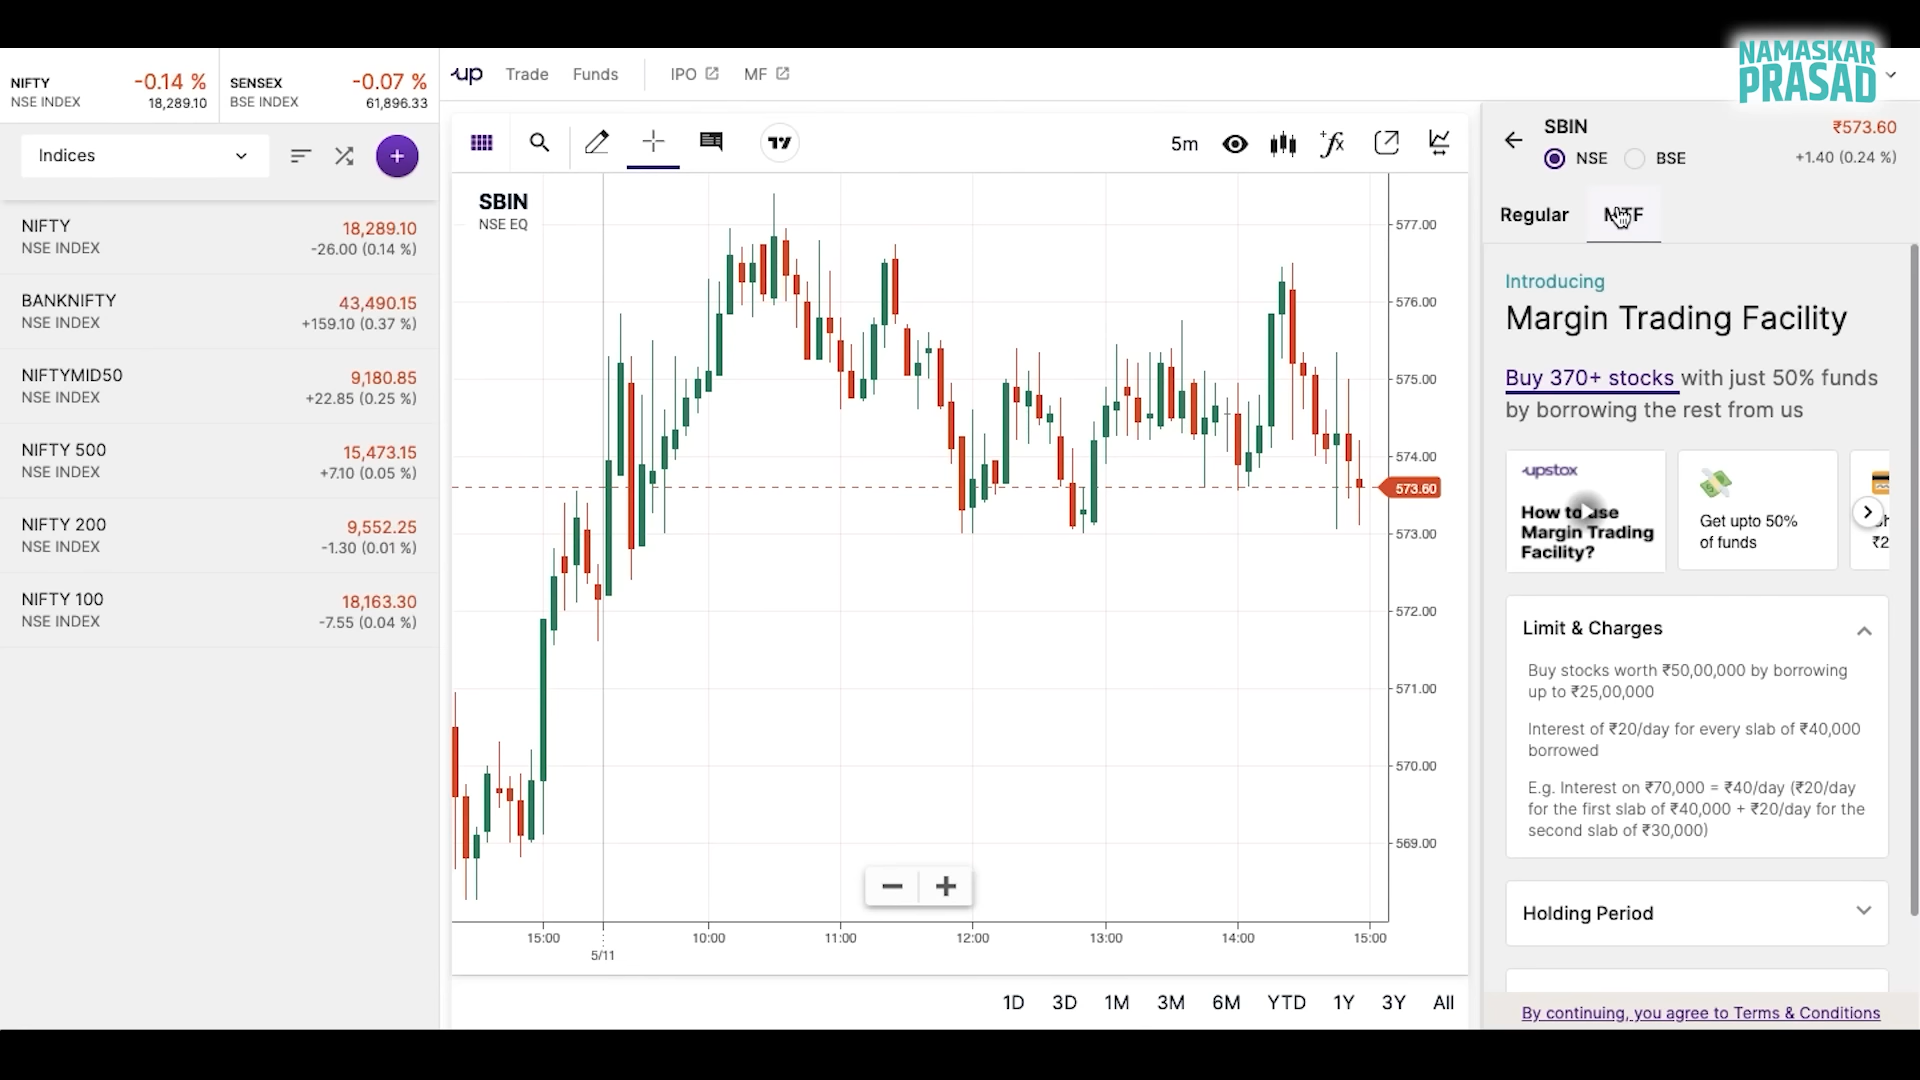 NAMASKAR
PRASAD
NIFTY
-0.14 %
NSE INDEX
18,289.10
SENSEX
-0.07 %
BSE INDEX
61,896.33
up
Trade
Funds
IPO
MF
Indices
NIFTY
18,289.10
NSE INDEX
-26.00 (0.14 %)
BANKNIFTY
43,490.15
NSE INDEX
+159.10 (0.37 %)
NIFTYMID50
9,180.85
NSE INDEX
+22.85 (0.25 %)
NIFTY 500
15,473.15
NSE INDEX
+7.10 (0.05 %)
NIFTY 200
9,552.25
NSE INDEX
-1.30 (0.01 %)
NIFTY 100
18,163.30
NSE INDEX
-7.55 (0.04 %)
5m
SBIN
NSE EQ
577.00
576.00
575.00
574.00
573.60
573.00
572.00
571.00
570.00
569.00
15:00
10:00
11:00
12:00
13:00
14:00
15:00
5/11
1D
3D
1M
3M
6M
YTD
1Y
3Y
All
SBIN
₹573.60
NSE
BSE
+1.40 (0.24 %)
Regular
MTF
Introducing
Margin Trading Facility
Buy 370+ stocks with just 50% funds
by borrowing the rest from us
upstox
How to use
Margin Trading
Facility?
Get upto 50%
of funds
₹2
Limit & Charges
Buy stocks worth ₹50,00,000 by borrowing
up to ₹25,00,000
Interest of ₹20/day for every slab of ₹40,000
borrowed
E.g. Interest on ₹70,000 = ₹40/day (₹20/day
for the first slab of ₹40,000 + ₹20/day for the
second slab of ₹30,000)
Holding Period
By continuing, you agree to Terms & Conditions